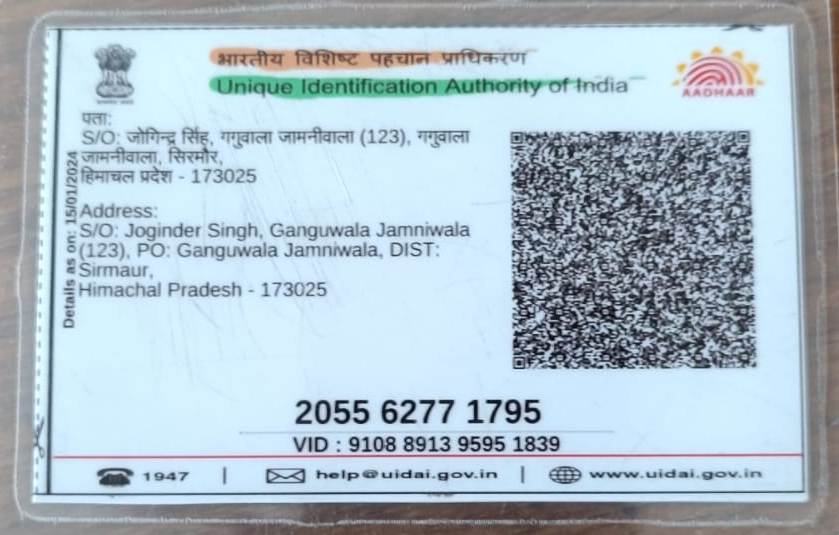 भारतीय विशिष्ट पहचान प्राधिकरण
Unique Identification Authority of India
AADHAAR
पता:
S/O: जोगिन्द्र सिंह, गगुवाला जामनीवाला (123), गगुवाला
जामनीवाला, सिरमौर,
हिमाचल प्रदेश - 173025
Address:
S/O: Joginder Singh, Ganguwala Jamniwala
(123), PO: Ganguwala Jamniwala, DIST:
Sirmaur,
Himachal Pradesh - 173025
Details as on: 15/01/2024
2055 6277 1795
VID : 9108 8913 9595 1839
1947 | help@uidai.gov.in | www.uidai.gov.in